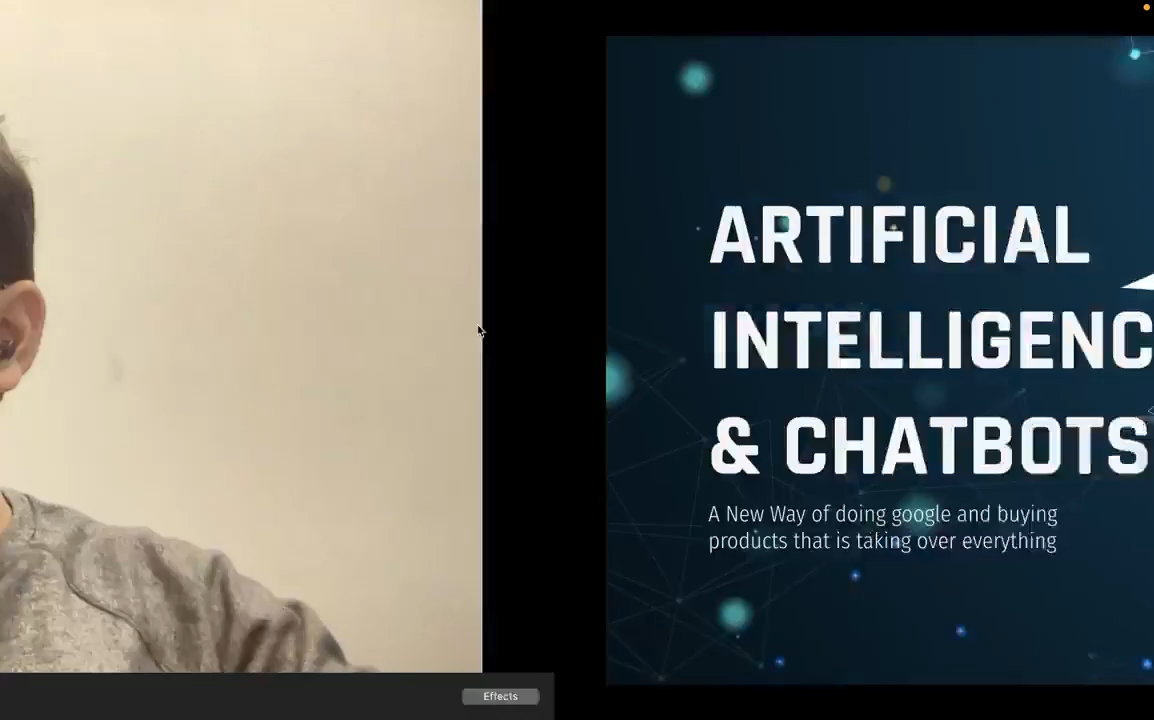 ARTIFICIAL
INTELLIGENC
& CHATBOTS
A New Way of doing google and buying
products that is taking over everything
Effects